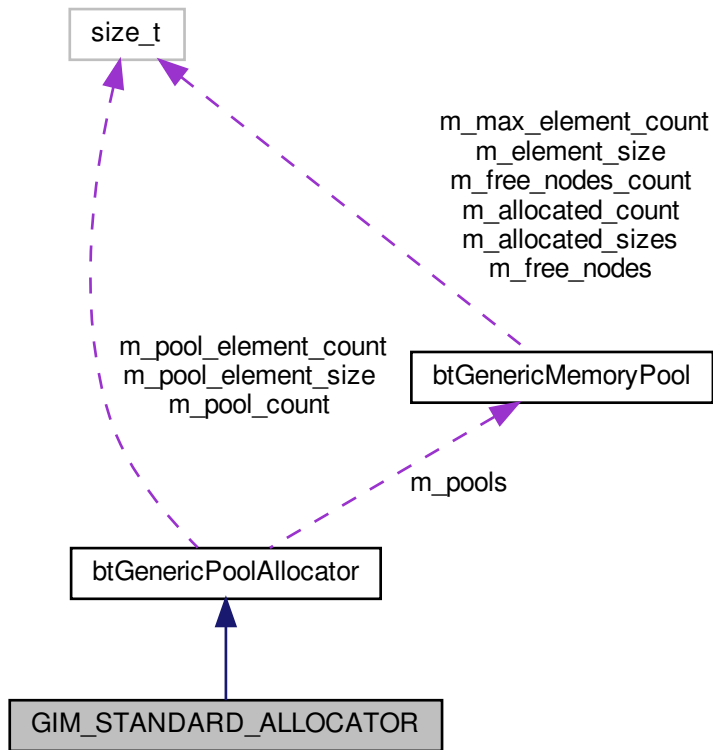 size_t
m_max_element_count
m_element_size
m_free_nodes_count
m_allocated_count
m_allocated_sizes
m_free_nodes
m_pool_element_count
m_pool_element_size
m_pool_count
btGenericMemoryPool
m_pools
btGenericPoolAllocator
GIM_STANDARD_ALLOCATOR